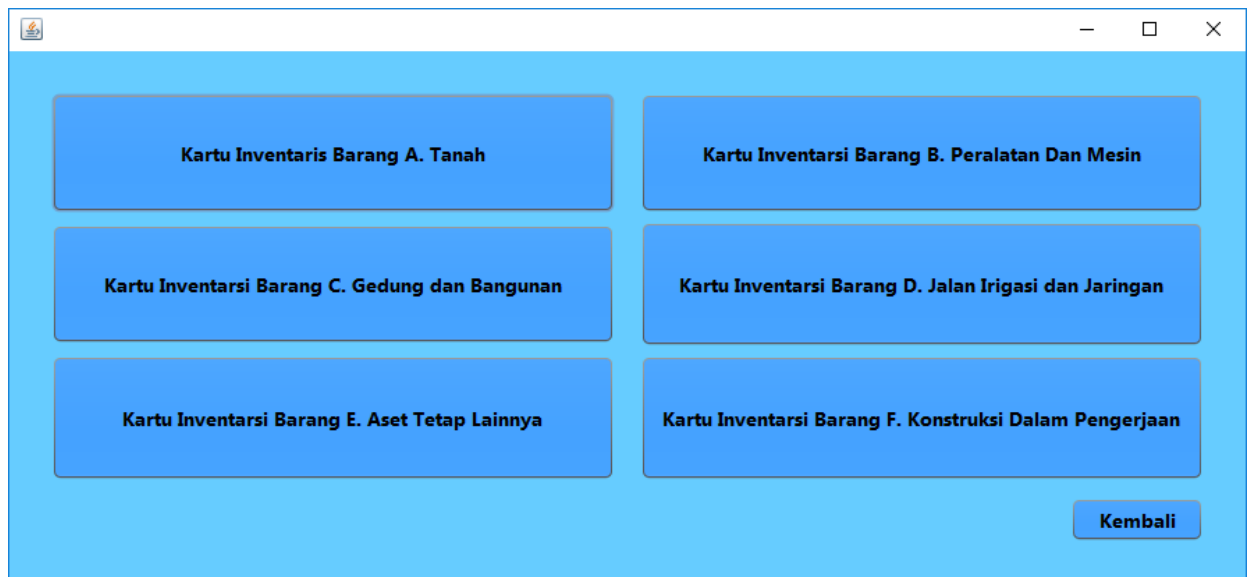 Kartu Inventaris Barang A. Tanah
Kartu Inventarsi Barang B. Peralatan Dan Mesin
Kartu Inventarsi Barang C. Gedung dan Bangunan
Kartu Inventarsi Barang D. Jalan Irigasi dan Jaringan
Kartu Inventarsi Barang E. Aset Tetap Lainnya
Kartu Inventarsi Barang F. Konstruksi Dalam Pengerjaan
Kembali